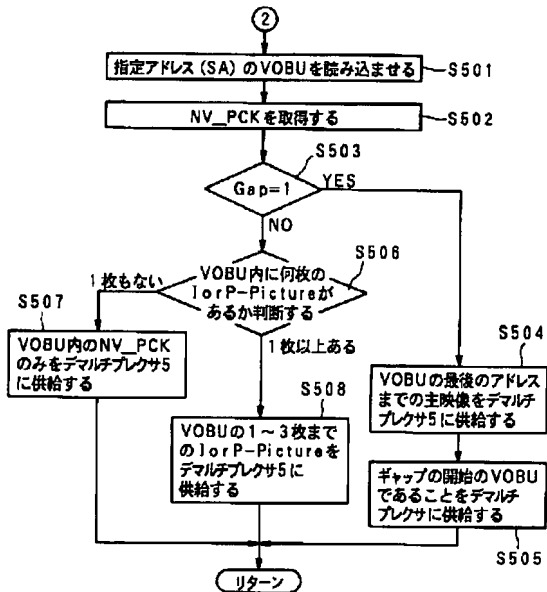 2
指定アドレス(SA)のVOBUを読み込ませる
S501
NV_PCKを取得する
S502
S503
Gap=1
YES
NO
VOBU内に何枚の
IorP-Pictureが
あるか判断する
S506
1枚もない
1枚以上ある
S507
VOBU内のNV_PCK
のみをデマルチプレクサ5
に供給する
S508
VOBUの1〜3枚まで
のIorP-Pictureを
デマルチプレクサ5に
供給する
S504
VOBUの最後のアドレス
までの主映像をデマルチ
プレクサ5に供給する
ギャップの開始のVOBU
であることをデマルチ
プレクサに供給する
S505
リターン